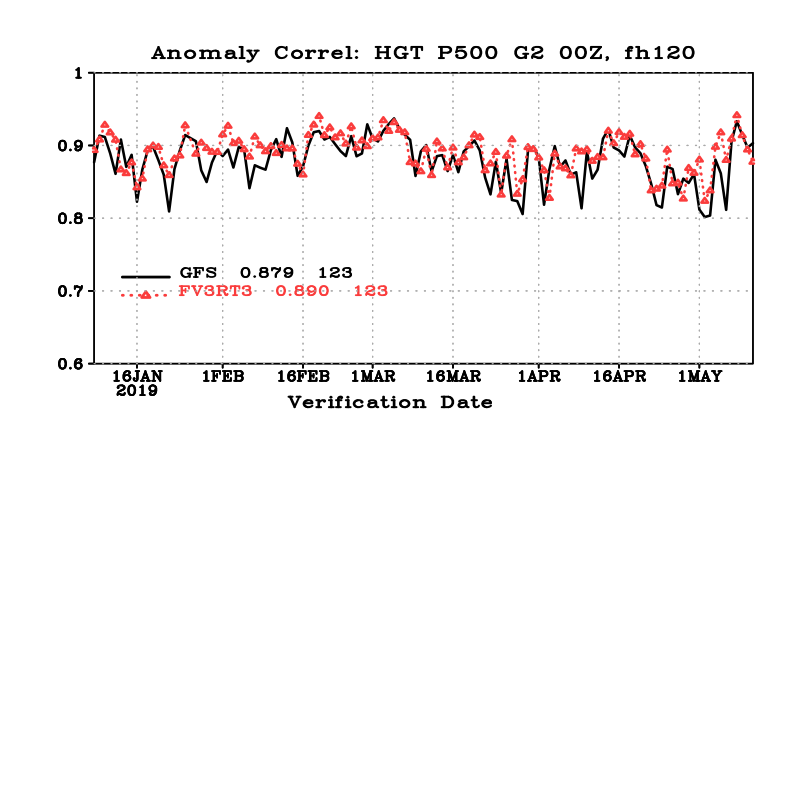 Anomaly Correl: HGT P500 G2 00Z, fh120
1
0.9
0.8
0.7
0.6
GFS 0.879 123
FV3RT3 0.890 123
16JAN 1FEB 16FEB 1MAR 16MAR 1APR 16APR 1MAY
2019
Verification Date